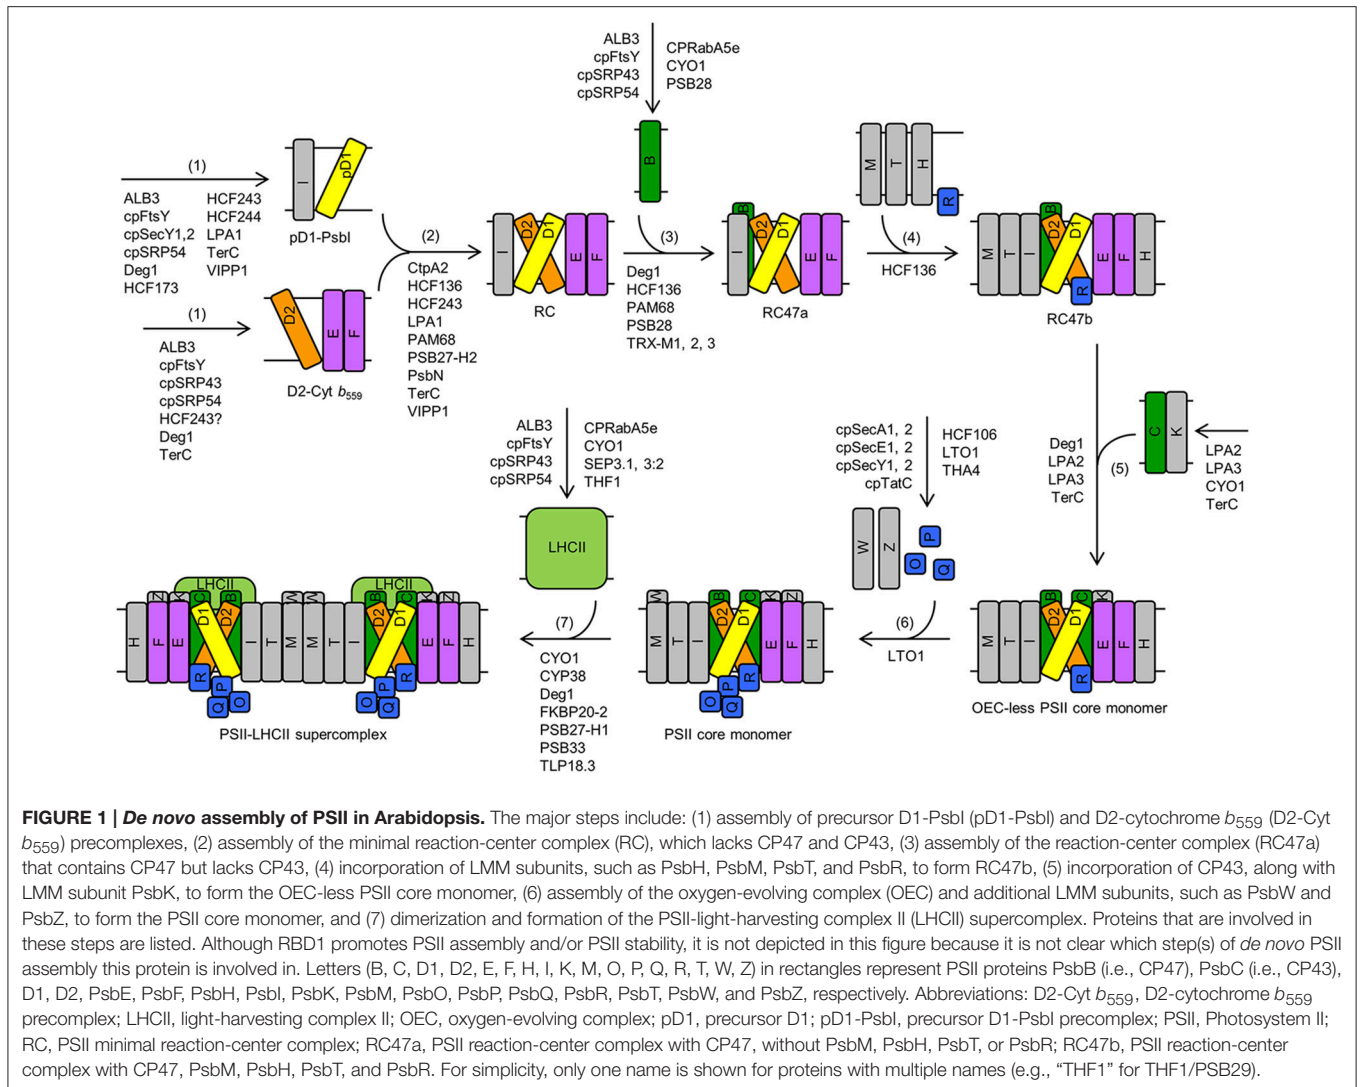 ALB3
cpFtsY
cpSRP43
cpSRP54
CPRabA5e
CYO1
PSB28
B
M
T
H
R
(1)
ALB3
cpFtsY
cpSecY1,2
cpSRP54
Deg1
HCF173
HCF243
HCF244
LPA1
TerC
VIPP1
I
pD1
pD1-PsbI
(1)
ALB3
cpFtsY
cpSRP43
cpSRP54
HCF243?
Deg1
TerC
D2
E
F
D2-Cyt b559
(2)
CtpA2
HCF136
HCF243
LPA1
PAM68
PSB27-H2
PsbN
TerC
VIPP1
I
D2
D1
E
F
RC
(3)
Deg1
HCF136
PAM68
PSB28
TRX-M1, 2, 3
B
I
D2
D1
E
F
RC47a
(4)
HCF136
M
T
I
B
D2
D1
R
E
F
H
RC47b
Deg1
LPA2
LPA3
TerC
(5)
C
K
LPA2
LPA3
CYO1
TerC
M
T
I
B
D2
D1
C
K
R
E
F
H
OEC-less PSII core monomer
cpSecA1, 2
cpSecE1, 2
cpSecY1, 2
cpTatC
HCF106
LTO1
THA4
W
Z
O
P
Q
(6)
LTO1
W
M
T
I
B
D2
D1
C
K
Z
R
P
O
Q
E
F
H
PSII core monomer
ALB3
cpFtsY
cpSRP43
cpSRP54
CPRabA5e
CYO1
SEP3.1, 3:2
THF1
LHCII
(7)
CYO1
CYP38
Deg1
FKBP20-2
PSB27-H1
PSB33
TLP18.3
LHCII
LHCII
Z
K
C
B
W
W
B
C
K
Z
H
F
E
D1
D2
I
T
M
M
T
I
D2
D1
E
F
H
R
P
Q
O
R
P
O
Q
PSII-LHCII supercomplex
FIGURE 1 | De novo assembly of PSII in Arabidopsis. The major steps include: (1) assembly of precursor D1-PsbI (pD1-PsbI) and D2-cytochrome b559 (D2-Cyt
b559) precomplexes, (2) assembly of the minimal reaction-center complex (RC), which lacks CP47 and CP43, (3) assembly of the reaction-center complex (RC47a)
that contains CP47 but lacks CP43, (4) incorporation of LMM subunits, such as PsbH, PsbM, PsbT, and PsbR, to form RC47b, (5) incorporation of CP43, along with
LMM subunit PsbK, to form the OEC-less PSII core monomer, (6) assembly of the oxygen-evolving complex (OEC) and additional LMM subunits, such as PsbW and
PsbZ, to form the PSII core monomer, and (7) dimerization and formation of the PSII-light-harvesting complex II (LHCII) supercomplex. Proteins that are involved in
these steps are listed. Although RBD1 promotes PSII assembly and/or PSII stability, it is not depicted in this figure because it is not clear which step(s) of de novo PSII
assembly this protein is involved in. Letters (B, C, D1, D2, E, F, H, I, K, M, O, P, Q, R, T, W, Z) in rectangles represent PSII proteins PsbB (i.e., CP47), PsbC (i.e., CP43),
D1, D2, PsbE, PsbF, PsbH, PsbI, PsbK, PsbM, PsbO, PsbP, PsbQ, PsbR, PsbT, PsbW, and PsbZ, respectively. Abbreviations: D2-Cyt b559, D2-cytochrome b559
precomplex; LHCII, light-harvesting complex II; OEC, oxygen-evolving complex; pD1, precursor D1; pD1-PsbI, precursor D1-PsbI precomplex; PSII, Photosystem II;
RC, PSII minimal reaction-center complex; RC47a, PSII reaction-center complex with CP47, without PsbM, PsbH, PsbT, or PsbR; RC47b, PSII reaction-center
complex with CP47, PsbM, PsbH, PsbT, and PsbR. For simplicity, only one name is shown for proteins with multiple names (e.g., “THF1” for THF1/PSB29).